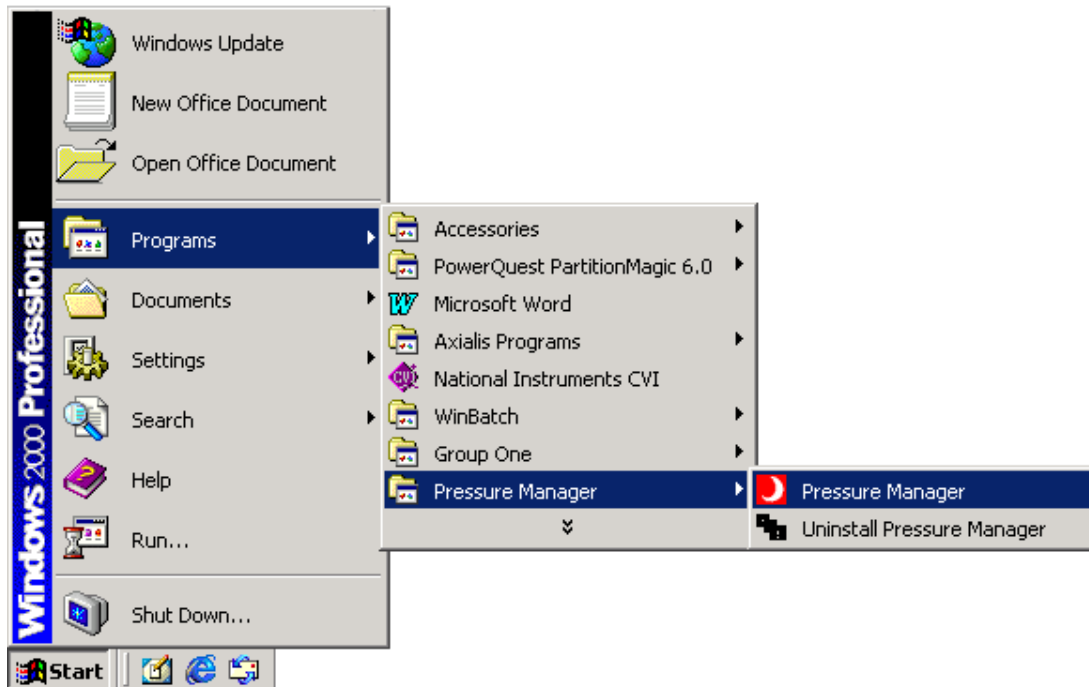 Windows Update
New Office Document
Open Office Document
Programs
Documents
Settings
Search
Help
Run...
Shut Down...
Windows 2000 Professional
Accessories
PowerQuest PartitionMagic 6.0
Microsoft Word
Axialis Programs
National Instruments CVI
WinBatch
Group One
Pressure Manager
Pressure Manager
Uninstall Pressure Manager
Start